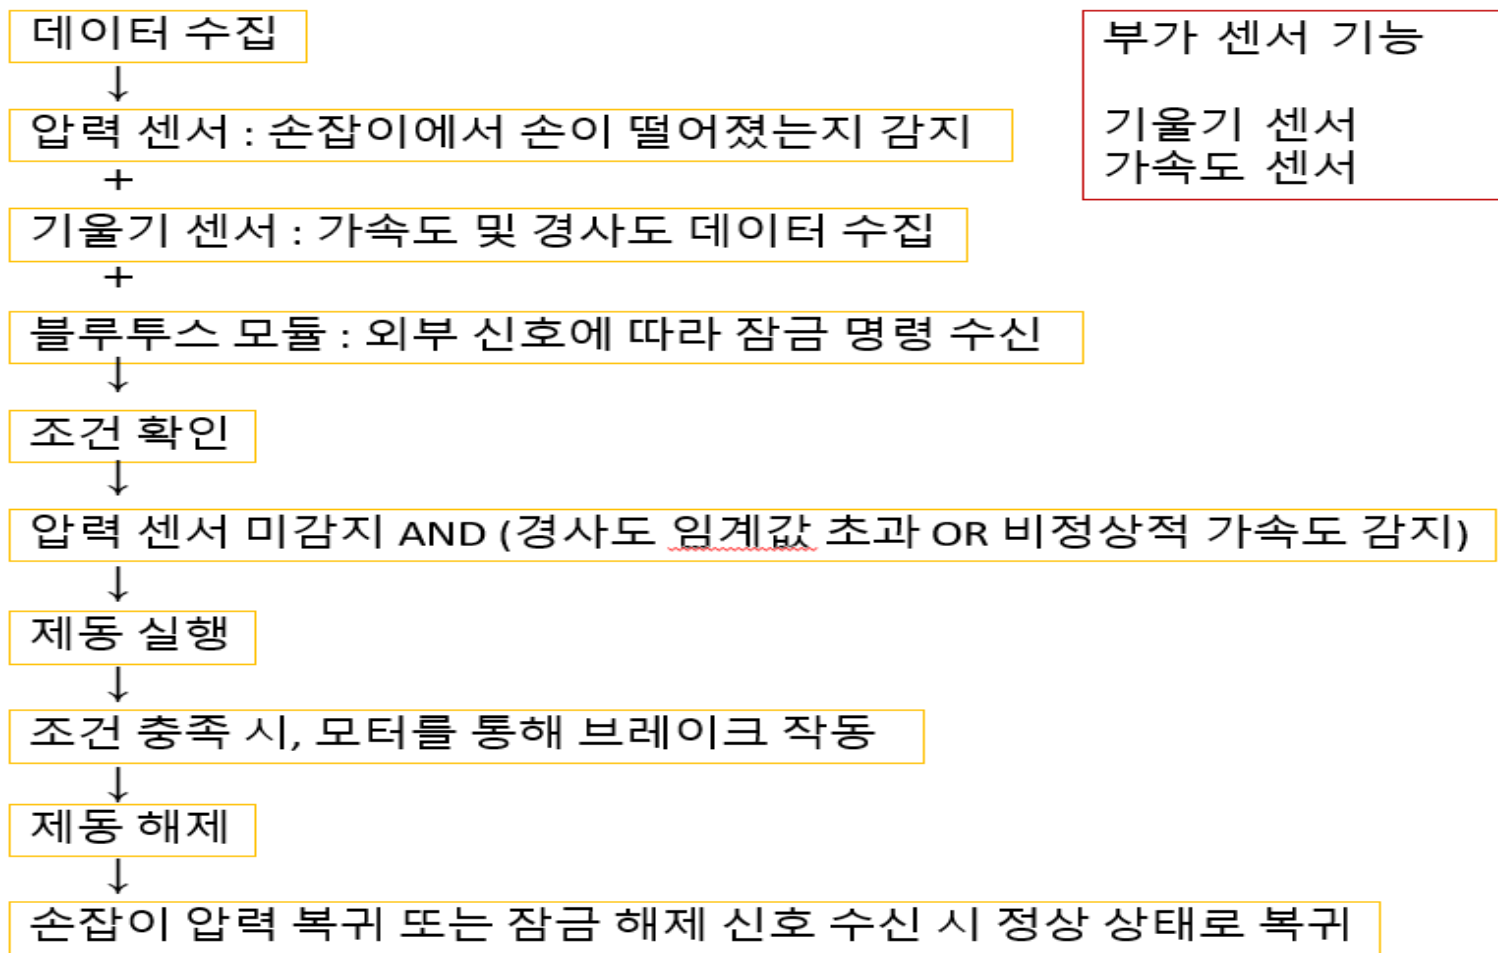 데이터 수집
↓
압력 센서 : 손잡이에서 손이 떨어졌는지 감지
+
기울기 센서 : 가속도 및 경사도 데이터 수집
+
블루투스 모듈 : 외부 신호에 따라 잠금 명령 수신
↓
조건 확인
↓
압력 센서 미감지 AND (경사도 임계값 초과 OR 비정상적 가속도 감지)
↓
제동 실행
↓
조건 충족 시, 모터를 통해 브레이크 작동
↓
제동 해제
↓
손잡이 압력 복귀 또는 잠금 해제 신호 수신 시 정상 상태로 복귀
부가 센서 기능
기울기 센서
가속도 센서